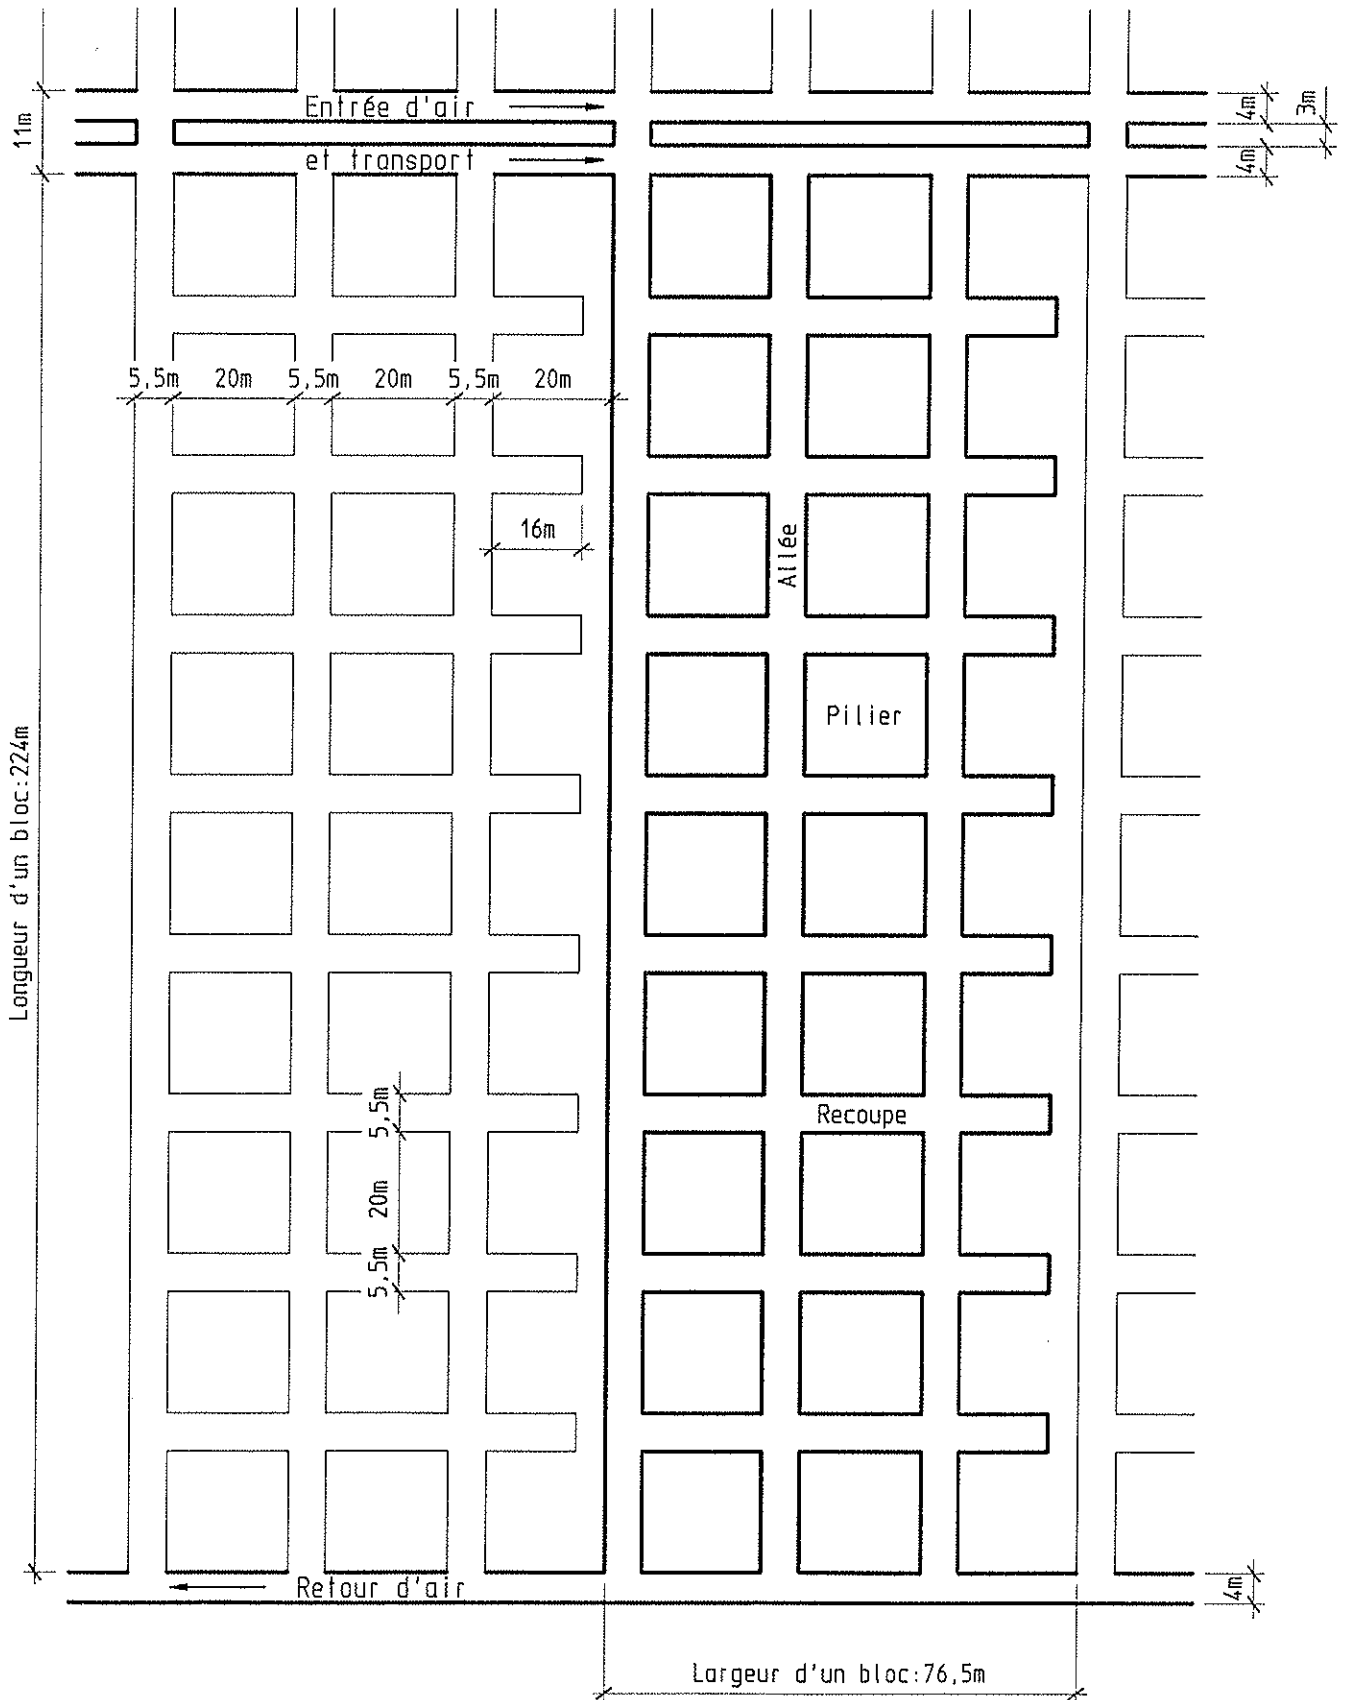 Entrée d'air
4m
3m
11m
et transport
4m
5,5m 20m 5,5m 20m 5,5m 20m
16m
Allée
Pilier
Longueur d'un bloc:224m
5,5m
Recoupe
20m
5,5m
Retour d'air
4m
Largeur d'un bloc:76,5m